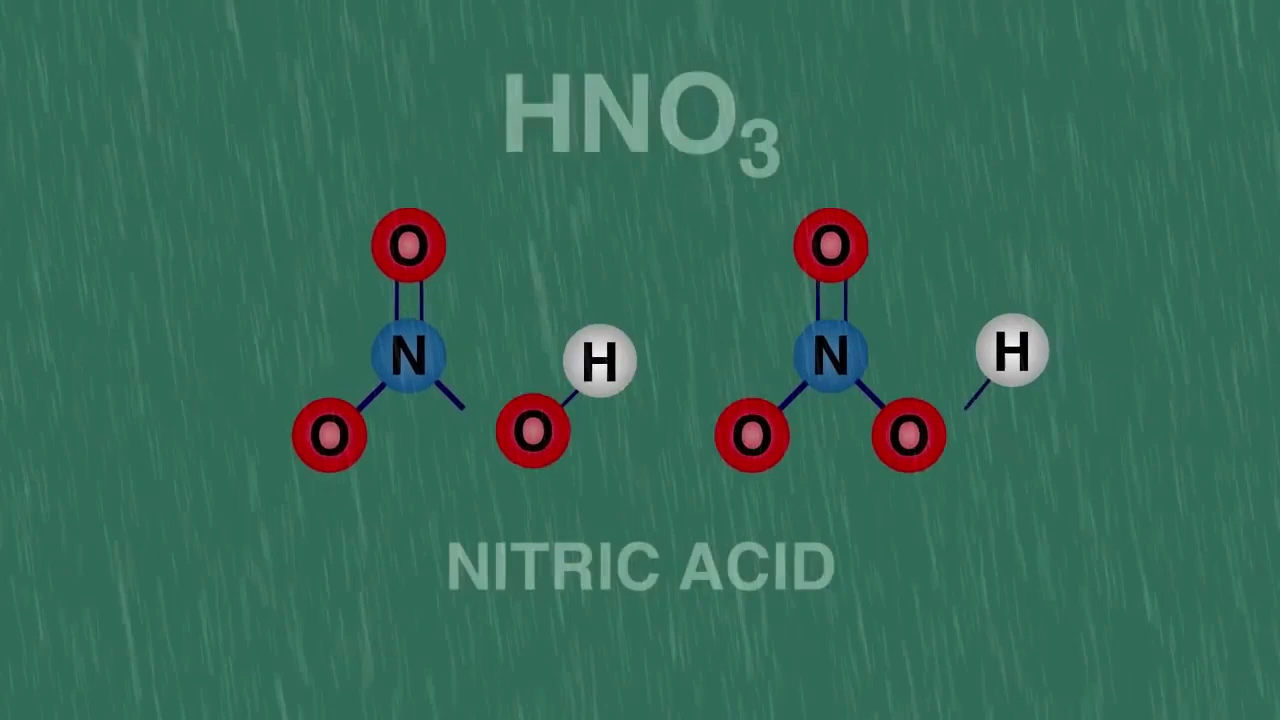 HNO₃
O O
N H N H
O O O O
NITRIC ACID